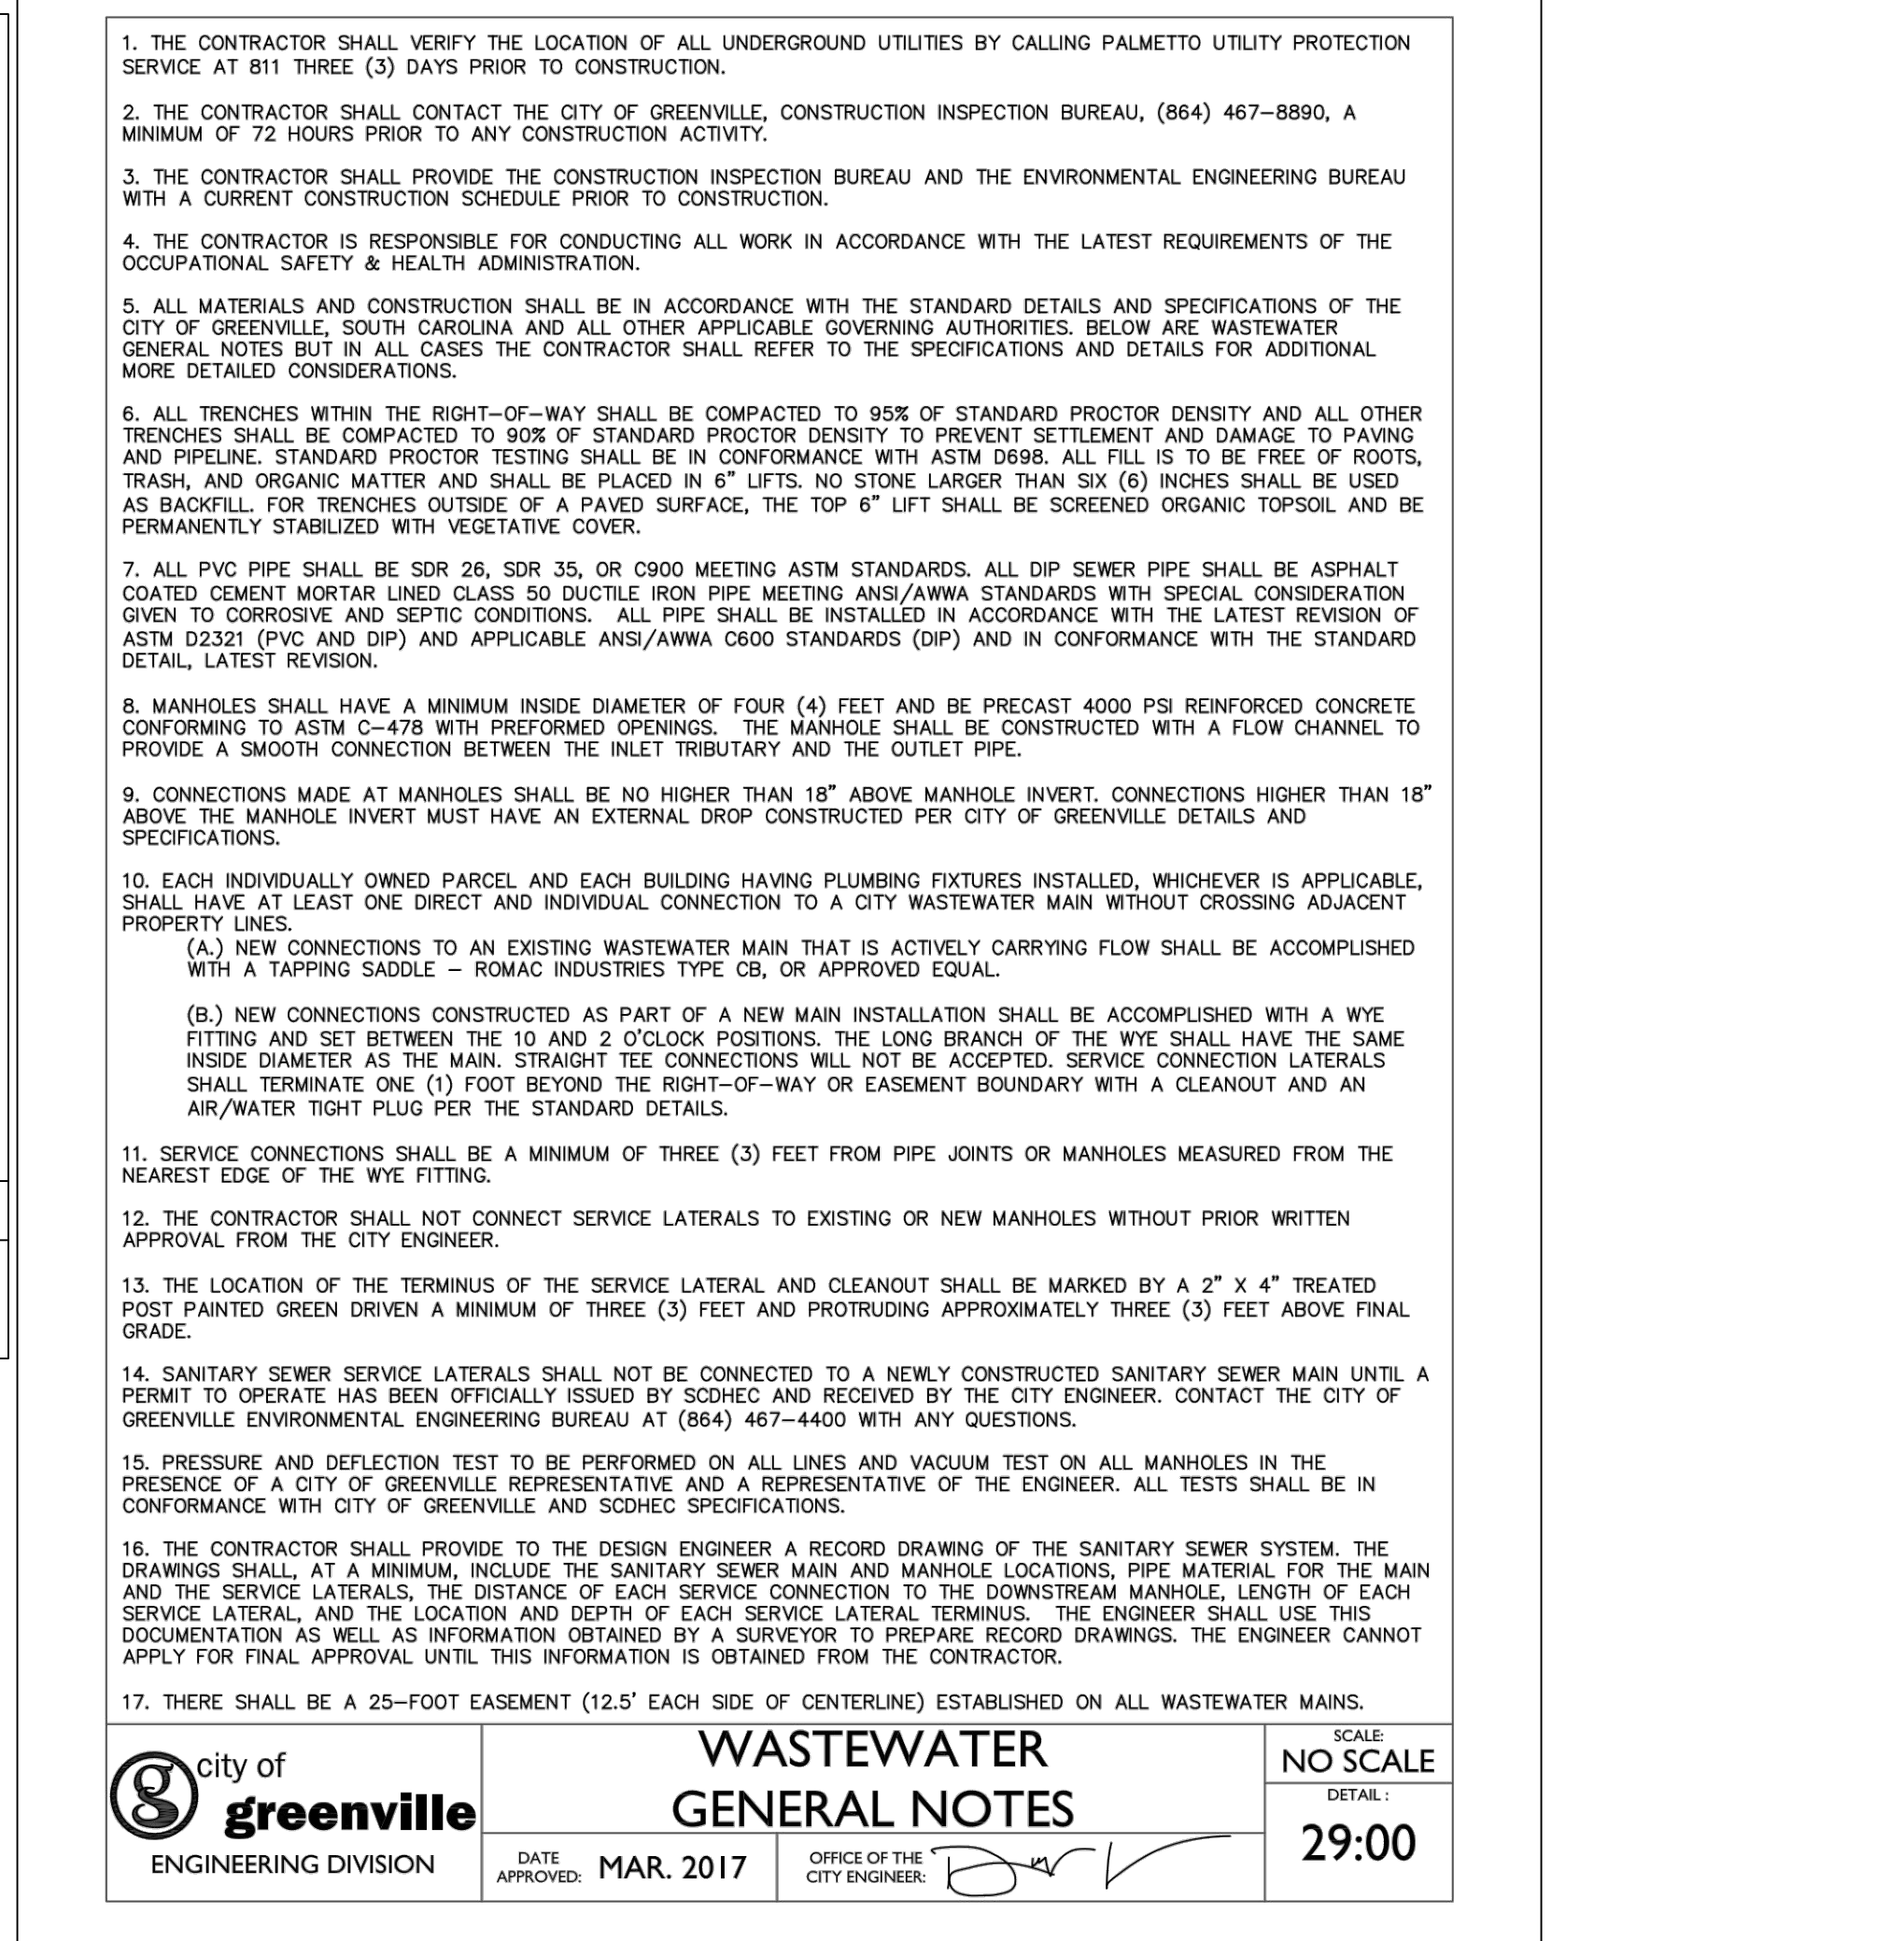 1. THE CONTRACTOR SHALL VERIFY THE LOCATION OF ALL UNDERGROUND UTILITIES BY CALLING PALMETTO UTILITY PROTECTION
SERVICE AT 811 THREE (3) DAYS PRIOR TO CONSTRUCTION.
2. THE CONTRACTOR SHALL CONTACT THE CITY OF GREENVILLE, CONSTRUCTION INSPECTION BUREAU, (864) 467–8890, A
MINIMUM OF 72 HOURS PRIOR TO ANY CONSTRUCTION ACTIVITY.
3. THE CONTRACTOR SHALL PROVIDE THE CONSTRUCTION INSPECTION BUREAU AND THE ENVIRONMENTAL ENGINEERING BUREAU
WITH A CURRENT CONSTRUCTION SCHEDULE PRIOR TO CONSTRUCTION.
4. THE CONTRACTOR IS RESPONSIBLE FOR CONDUCTING ALL WORK IN ACCORDANCE WITH THE LATEST REQUIREMENTS OF THE
OCCUPATIONAL SAFETY & HEALTH ADMINISTRATION.
5. ALL MATERIALS AND CONSTRUCTION SHALL BE IN ACCORDANCE WITH THE STANDARD DETAILS AND SPECIFICATIONS OF THE
CITY OF GREENVILLE, SOUTH CAROLINA AND ALL OTHER APPLICABLE GOVERNING AUTHORITIES. BELOW ARE WASTEWATER
GENERAL NOTES BUT IN ALL CASES THE CONTRACTOR SHALL REFER TO THE SPECIFICATIONS AND DETAILS FOR ADDITIONAL
MORE DETAILED CONSIDERATIONS.
6. ALL TRENCHES WITHIN THE RIGHT–OF–WAY SHALL BE COMPACTED TO 95% OF STANDARD PROCTOR DENSITY AND ALL OTHER
TRENCHES SHALL BE COMPACTED TO 90% OF STANDARD PROCTOR DENSITY TO PREVENT SETTLEMENT AND DAMAGE TO PAVING
AND PIPELINE. STANDARD PROCTOR TESTING SHALL BE IN CONFORMANCE WITH ASTM D698. ALL FILL IS TO BE FREE OF ROOTS,
TRASH, AND ORGANIC MATTER AND SHALL BE PLACED IN 6” LIFTS. NO STONE LARGER THAN SIX (6) INCHES SHALL BE USED
AS BACKFILL. FOR TRENCHES OUTSIDE OF A PAVED SURFACE, THE TOP 6” LIFT SHALL BE SCREENED ORGANIC TOPSOIL AND BE
PERMANENTLY STABILIZED WITH VEGETATIVE COVER.
7. ALL PVC PIPE SHALL BE SDR 26, SDR 35, OR C900 MEETING ASTM STANDARDS. ALL DIP SEWER PIPE SHALL BE ASPHALT
COATED CEMENT MORTAR LINED CLASS 50 DUCTILE IRON PIPE MEETING ANSI/AWWA STANDARDS WITH SPECIAL CONSIDERATION
GIVEN TO CORROSIVE AND SEPTIC CONDITIONS. ALL PIPE SHALL BE INSTALLED IN ACCORDANCE WITH THE LATEST REVISION OF
ASTM D2321 (PVC AND DIP) AND APPLICABLE ANSI/AWWA C600 STANDARDS (DIP) AND IN CONFORMANCE WITH THE STANDARD
DETAIL, LATEST REVISION.
8. MANHOLES SHALL HAVE A MINIMUM INSIDE DIAMETER OF FOUR (4) FEET AND BE PRECAST 4000 PSI REINFORCED CONCRETE
CONFORMING TO ASTM C–478 WITH PREFORMED OPENINGS. THE MANHOLE SHALL BE CONSTRUCTED WITH A FLOW CHANNEL TO
PROVIDE A SMOOTH CONNECTION BETWEEN THE INLET TRIBUTARY AND THE OUTLET PIPE.
9. CONNECTIONS MADE AT MANHOLES SHALL BE NO HIGHER THAN 18” ABOVE MANHOLE INVERT. CONNECTIONS HIGHER THAN 18”
ABOVE THE MANHOLE INVERT MUST HAVE AN EXTERNAL DROP CONSTRUCTED PER CITY OF GREENVILLE DETAILS AND
SPECIFICATIONS.
10. EACH INDIVIDUALLY OWNED PARCEL AND EACH BUILDING HAVING PLUMBING FIXTURES INSTALLED, WHICHEVER IS APPLICABLE,
SHALL HAVE AT LEAST ONE DIRECT AND INDIVIDUAL CONNECTION TO A CITY WASTEWATER MAIN WITHOUT CROSSING ADJACENT
PROPERTY LINES.
(A.) NEW CONNECTIONS TO AN EXISTING WASTEWATER MAIN THAT IS ACTIVELY CARRYING FLOW SHALL BE ACCOMPLISHED
WITH A TAPPING SADDLE – ROMAC INDUSTRIES TYPE CB, OR APPROVED EQUAL.
(B.) NEW CONNECTIONS CONSTRUCTED AS PART OF A NEW MAIN INSTALLATION SHALL BE ACCOMPLISHED WITH A WYE
FITTING AND SET BETWEEN THE 10 AND 2 O’CLOCK POSITIONS. THE LONG BRANCH OF THE WYE SHALL HAVE THE SAME
INSIDE DIAMETER AS THE MAIN. STRAIGHT TEE CONNECTIONS WILL NOT BE ACCEPTED. SERVICE CONNECTION LATERALS
SHALL TERMINATE ONE (1) FOOT BEYOND THE RIGHT–OF–WAY OR EASEMENT BOUNDARY WITH A CLEANOUT AND AN
AIR/WATER TIGHT PLUG PER THE STANDARD DETAILS.
11. SERVICE CONNECTIONS SHALL BE A MINIMUM OF THREE (3) FEET FROM PIPE JOINTS OR MANHOLES MEASURED FROM THE
NEAREST EDGE OF THE WYE FITTING.
12. THE CONTRACTOR SHALL NOT CONNECT SERVICE LATERALS TO EXISTING OR NEW MANHOLES WITHOUT PRIOR WRITTEN
APPROVAL FROM THE CITY ENGINEER.
13. THE LOCATION OF THE TERMINUS OF THE SERVICE LATERAL AND CLEANOUT SHALL BE MARKED BY A 2” X 4” TREATED
POST PAINTED GREEN DRIVEN A MINIMUM OF THREE (3) FEET AND PROTRUDING APPROXIMATELY THREE (3) FEET ABOVE FINAL
GRADE.
14. SANITARY SEWER SERVICE LATERALS SHALL NOT BE CONNECTED TO A NEWLY CONSTRUCTED SANITARY SEWER MAIN UNTIL A
PERMIT TO OPERATE HAS BEEN OFFICIALLY ISSUED BY SCDHEC AND RECEIVED BY THE CITY ENGINEER. CONTACT THE CITY OF
GREENVILLE ENVIRONMENTAL ENGINEERING BUREAU AT (864) 467–4400 WITH ANY QUESTIONS.
15. PRESSURE AND DEFLECTION TEST TO BE PERFORMED ON ALL LINES AND VACUUM TEST ON ALL MANHOLES IN THE
PRESENCE OF A CITY OF GREENVILLE REPRESENTATIVE AND A REPRESENTATIVE OF THE ENGINEER. ALL TESTS SHALL BE IN
CONFORMANCE WITH CITY OF GREENVILLE AND SCDHEC SPECIFICATIONS.
16. THE CONTRACTOR SHALL PROVIDE TO THE DESIGN ENGINEER A RECORD DRAWING OF THE SANITARY SEWER SYSTEM. THE
DRAWINGS SHALL, AT A MINIMUM, INCLUDE THE SANITARY SEWER MAIN AND MANHOLE LOCATIONS, PIPE MATERIAL FOR THE MAIN
AND THE SERVICE LATERALS, THE DISTANCE OF EACH SERVICE CONNECTION TO THE DOWNSTREAM MANHOLE, LENGTH OF EACH
SERVICE LATERAL, AND THE LOCATION AND DEPTH OF EACH SERVICE LATERAL TERMINUS. THE ENGINEER SHALL USE THIS
DOCUMENTATION AS WELL AS INFORMATION OBTAINED BY A SURVEYOR TO PREPARE RECORD DRAWINGS. THE ENGINEER CANNOT
APPLY FOR FINAL APPROVAL UNTIL THIS INFORMATION IS OBTAINED FROM THE CONTRACTOR.
17. THERE SHALL BE A 25–FOOT EASEMENT (12.5’ EACH SIDE OF CENTERLINE) ESTABLISHED ON ALL WASTEWATER MAINS.
g
city of
greenville
ENGINEERING DIVISION
WASTEWATER
GENERAL NOTES
DATE
APPROVED: MAR. 2017
OFFICE OF THE
CITY ENGINEER:
SCALE:
NO SCALE
DETAIL :
29:00